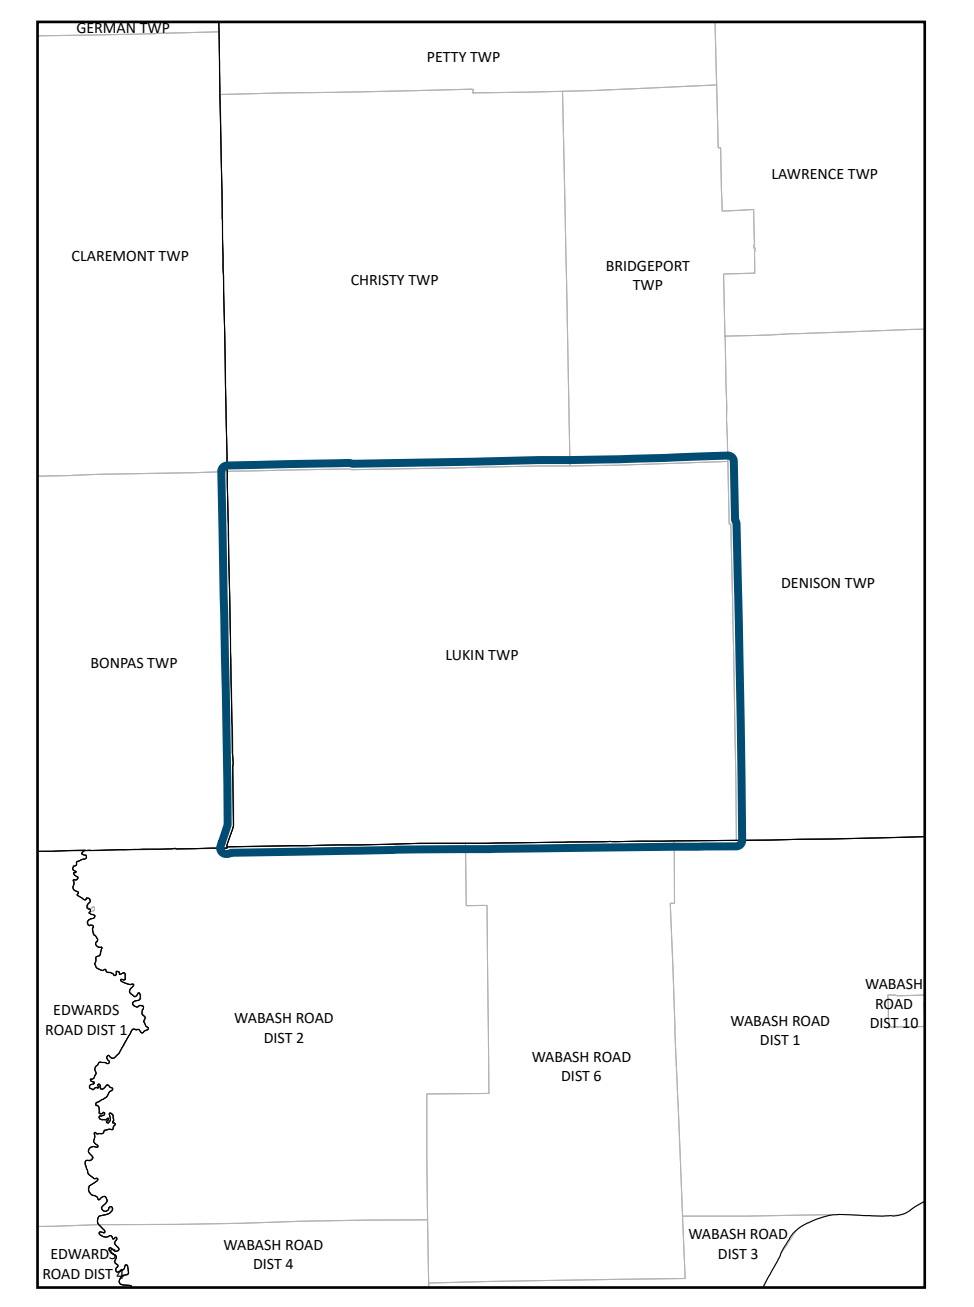 GERMAN TWP
PETTY TWP
LAWRENCE TWP
CLAREMONT TWP
BRIDGEPORT
TWP
CHRISTY TWP
DENISON TWP
LUKIN TWP
BONPAS TWP
WABASH
ROAD
DIST 10
EDWARDS
ROAD DIST 1
WABASH ROAD
DIST 2
WABASH ROAD
DIST 1
WABASH ROAD
DIST 6
WABASH ROAD
DIST 3
WABASH ROAD
DIST 4
EDWARDS
ROAD DIST